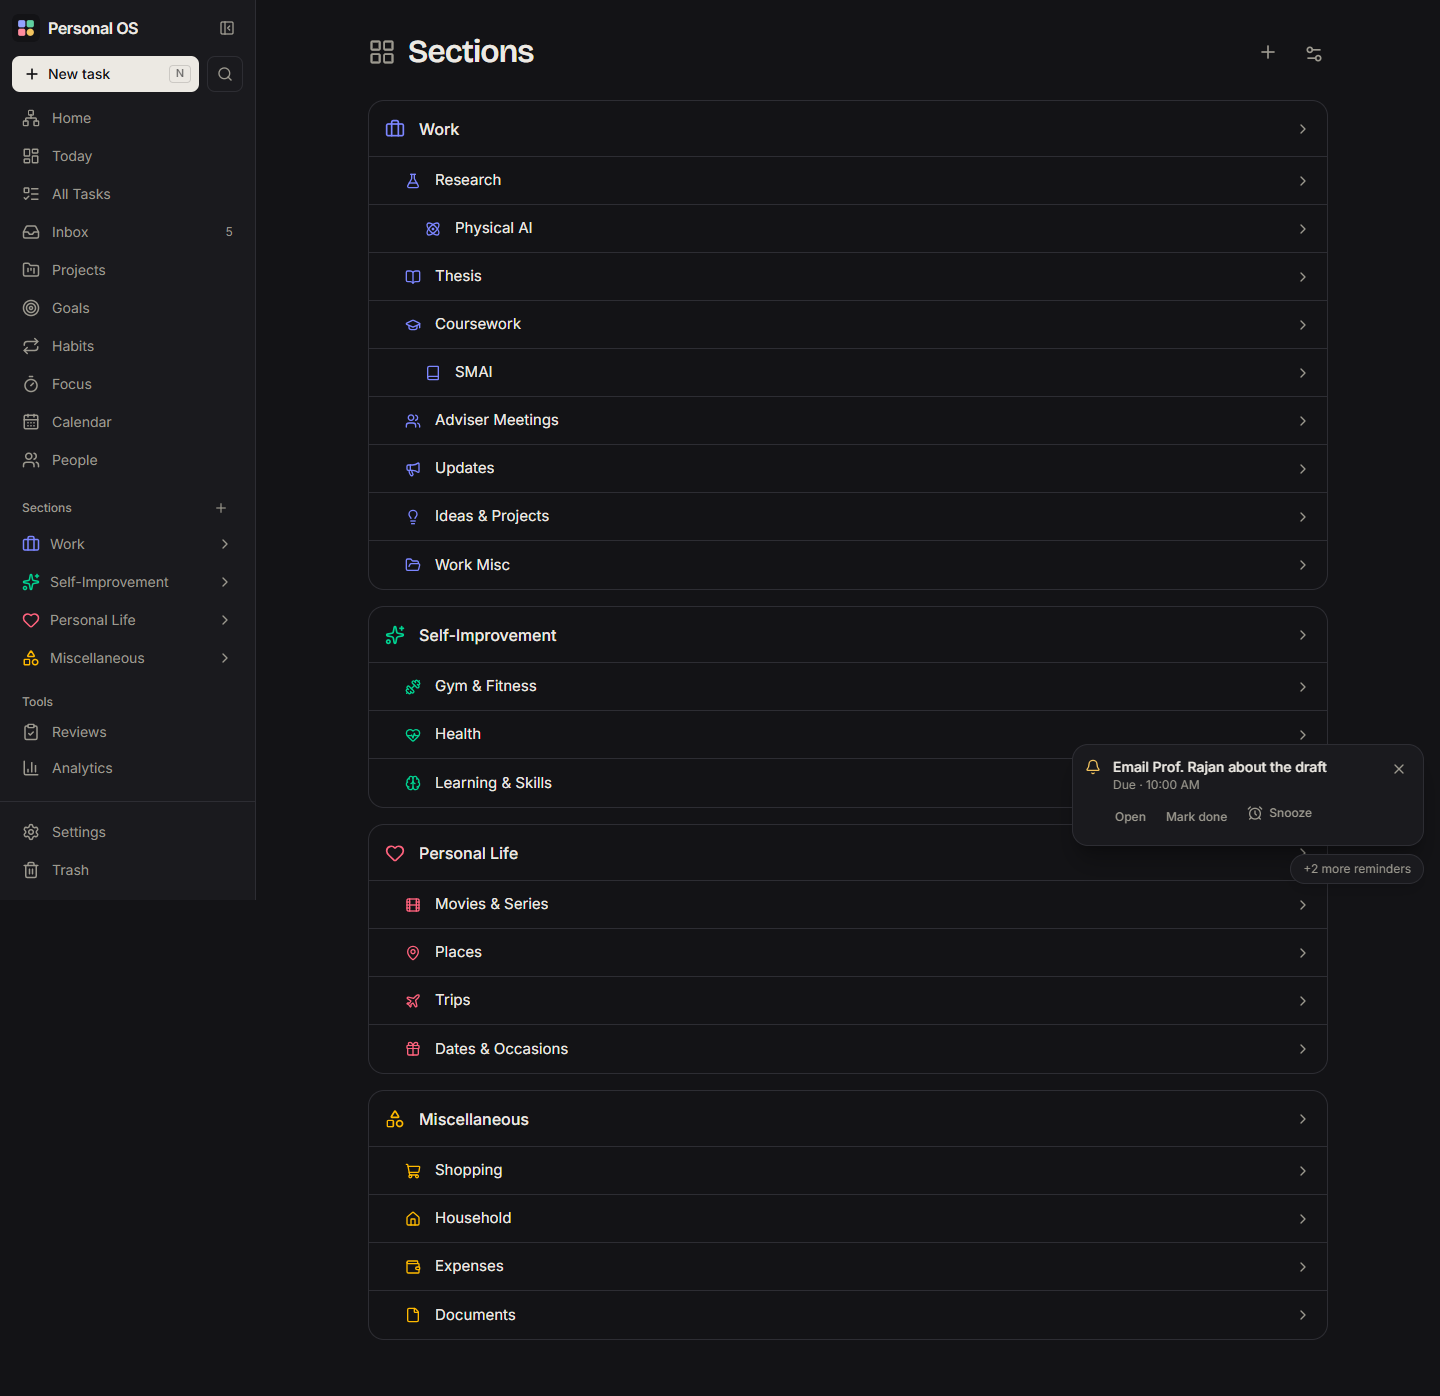 Personal OS
New task N
Home
Today
All Tasks
Inbox 5
Projects
Goals
Habits
Focus
Calendar
People
Sections
Work
Self-Improvement
Personal Life
Miscellaneous
Tools
Reviews
Analytics
Settings
Trash
Sections
Work
Research
Physical AI
Thesis
Coursework
SMAI
Adviser Meetings
Updates
Ideas & Projects
Work Misc
Self-Improvement
Gym & Fitness
Health
Learning & Skills
Personal Life
Movies & Series
Places
Trips
Dates & Occasions
Miscellaneous
Shopping
Household
Expenses
Documents
Email Prof. Rajan about the draft
Due · 10:00 AM
Open Mark done Snooze
+2 more reminders